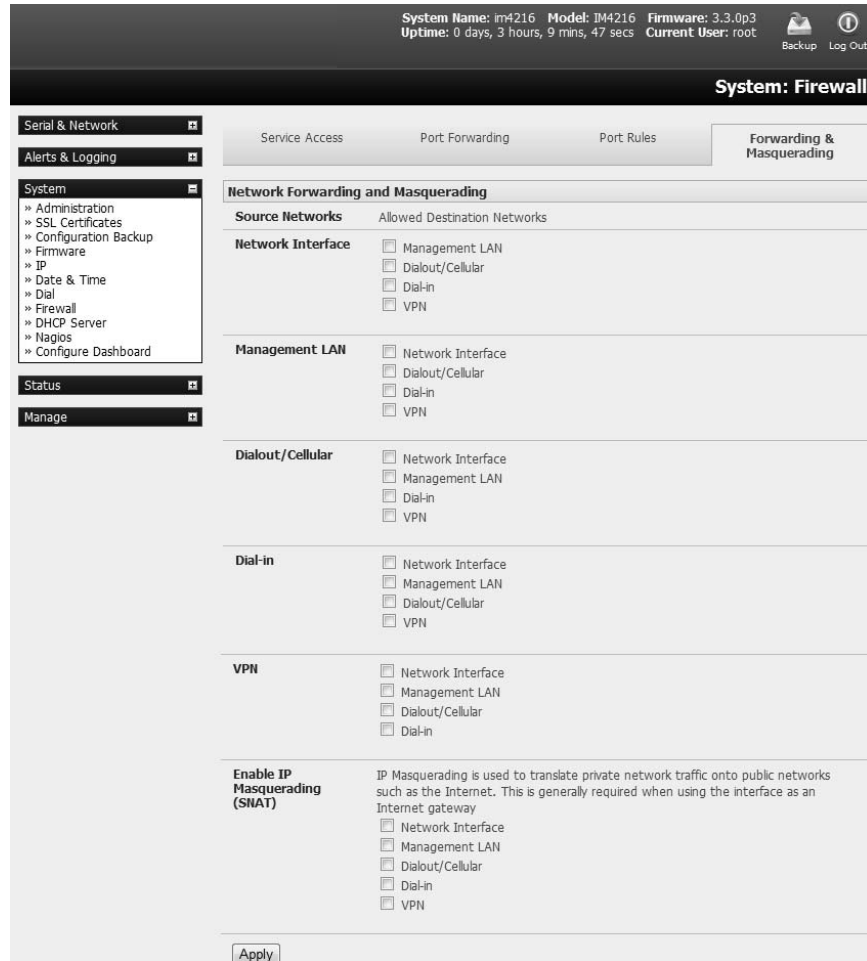 System Name: im4216 Model: IM4216 Firmware: 3.3.0p3
Uptime: 0 days, 3 hours, 9 mins, 47 secs Current User: root
Backup Log Out
System: Firewall
Serial & Network
Alerts & Logging
System
» Administration
» SSL Certificates
» Configuration Backup
» Firmware
» IP
» Date & Time
» Dial
» Firewall
» DHCP Server
» Nagios
» Configure Dashboard
Status
Manage
Service Access
Port Forwarding
Port Rules
Forwarding &
Masquerading
Network Forwarding and Masquerading
Source Networks Allowed Destination Networks
Network Interface
Management LAN
Dialout/Cellular
Dial-in
VPN
Management LAN
Network Interface
Dialout/Cellular
Dial-in
VPN
Dialout/Cellular
Network Interface
Management LAN
Dial-in
VPN
Dial-in
Network Interface
Management LAN
Dialout/Cellular
VPN
VPN
Network Interface
Management LAN
Dialout/Cellular
Dial-in
Enable IP
Masquerading
(SNAT)
IP Masquerading is used to translate private network traffic onto public networks
such as the Internet. This is generally required when using the interface as an
Internet gateway
Network Interface
Management LAN
Dialout/Cellular
Dial-in
VPN
Apply